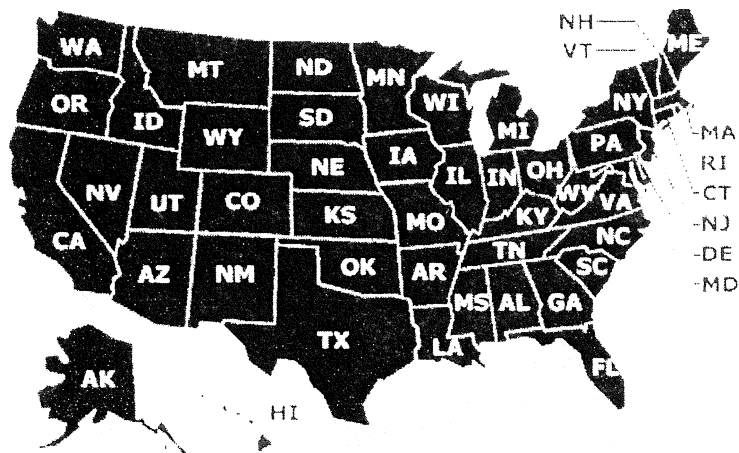 NH
VT
ME
WA
MT
ND
MN
OR
ID
WY
SD
WI
MI
NY
MA
RI
CT
NJ
DE
MD
NV
UT
CO
NE
IA
IL
IN
OH
PA
WY
VA
KY
CA
AZ
NM
KS
MO
OK
AR
TN
NC
SC
MS
AL
GA
TX
LA
FL
AK
HI